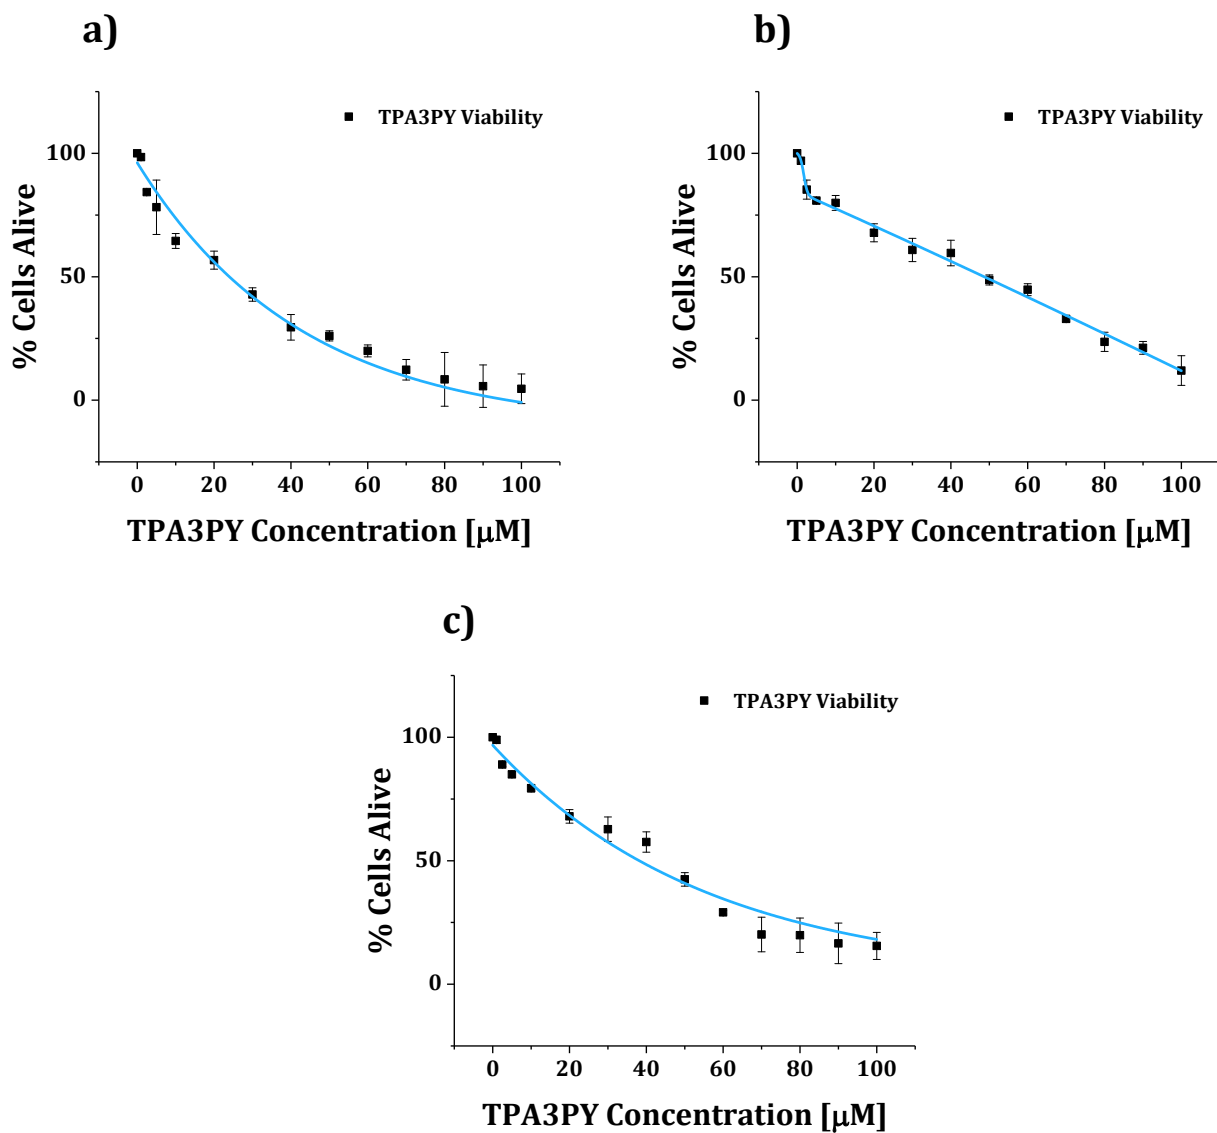 a)
TPA3PY Viability
100
50
0
% Cells Alive
0 20 40 60 80 100
TPA3PY Concentration [μM]
b)
TPA3PY Viability
100
50
0
% Cells Alive
0 20 40 60 80 100
TPA3PY Concentration [μM]
c)
TPA3PY Viability
100
50
0
% Cells Alive
0 20 40 60 80 100
TPA3PY Concentration [μM]